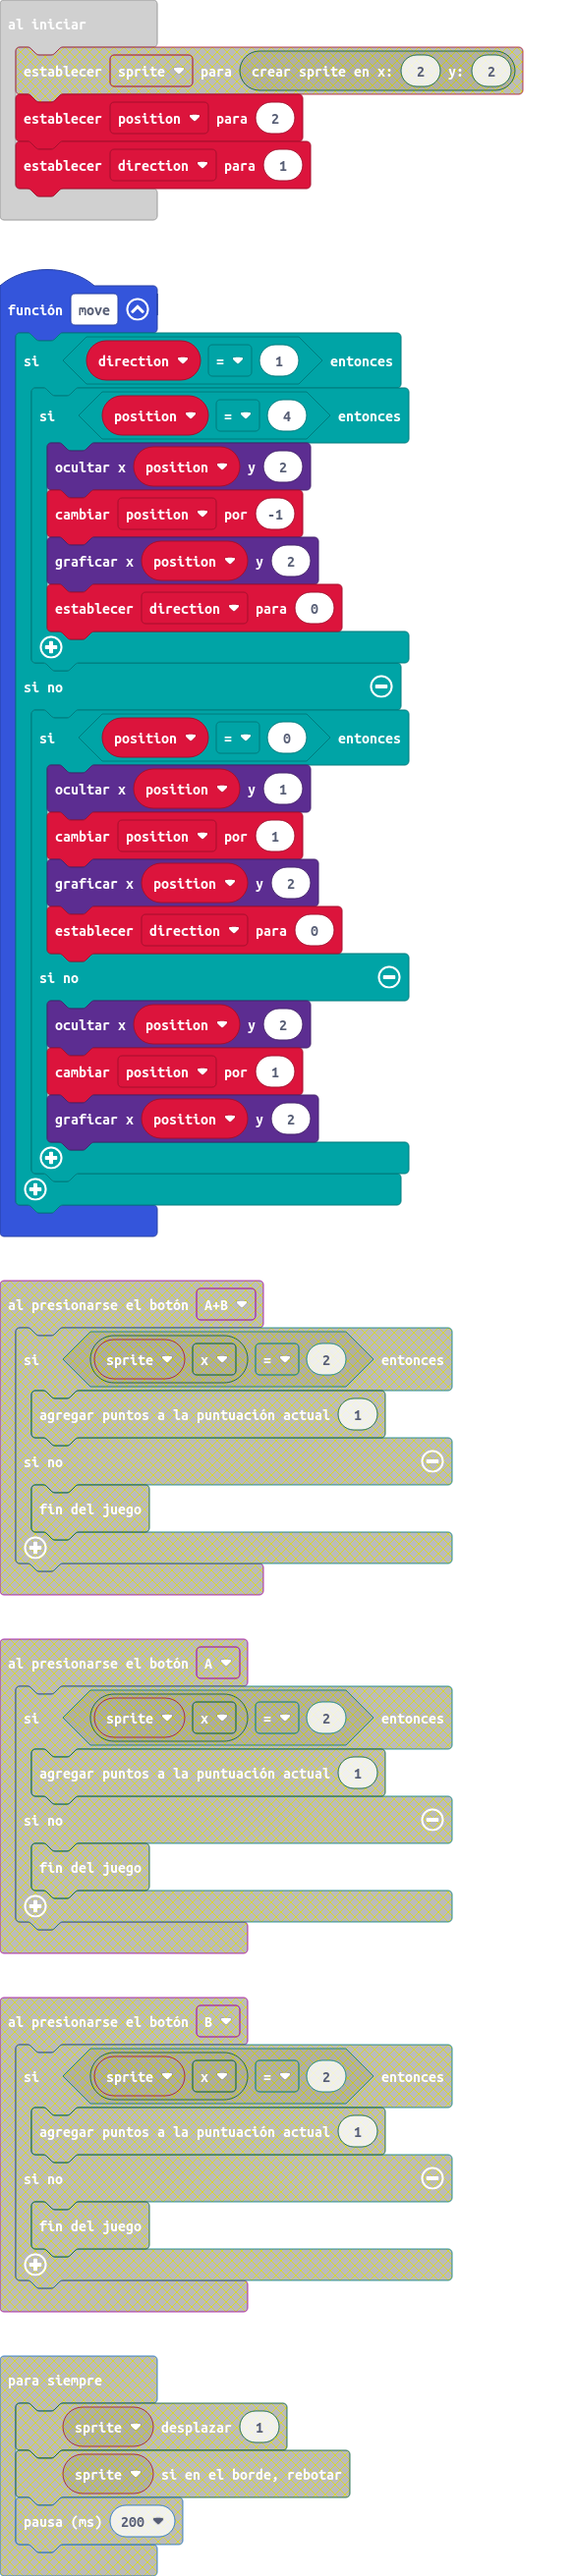 al iniciar
establecer sprite para crear sprite en x: 2 y: 2
establecer position para 2
establecer direction para 1
función move
si direction = 1 entonces
si position = 4 entonces
ocultar x position y 2
cambiar position por -1
graficar x position y 2
establecer direction para 0
si no
si position = 0 entonces
ocultar x position y 1
cambiar position por 1
graficar x position y 2
establecer direction para 0
si no
ocultar x position y 2
cambiar position por 1
graficar x position y 2
al presionarse el botón A+B
si sprite x = 2 entonces
agregar puntos a la puntuación actual 1
si no
fin del juego
al presionarse el botón A
si sprite x = 2 entonces
agregar puntos a la puntuación actual 1
si no
fin del juego
al presionarse el botón B
si sprite x = 2 entonces
agregar puntos a la puntuación actual 1
si no
fin del juego
para siempre
sprite desplazar 1
sprite si en el borde, rebotar
pausa (ms) 200